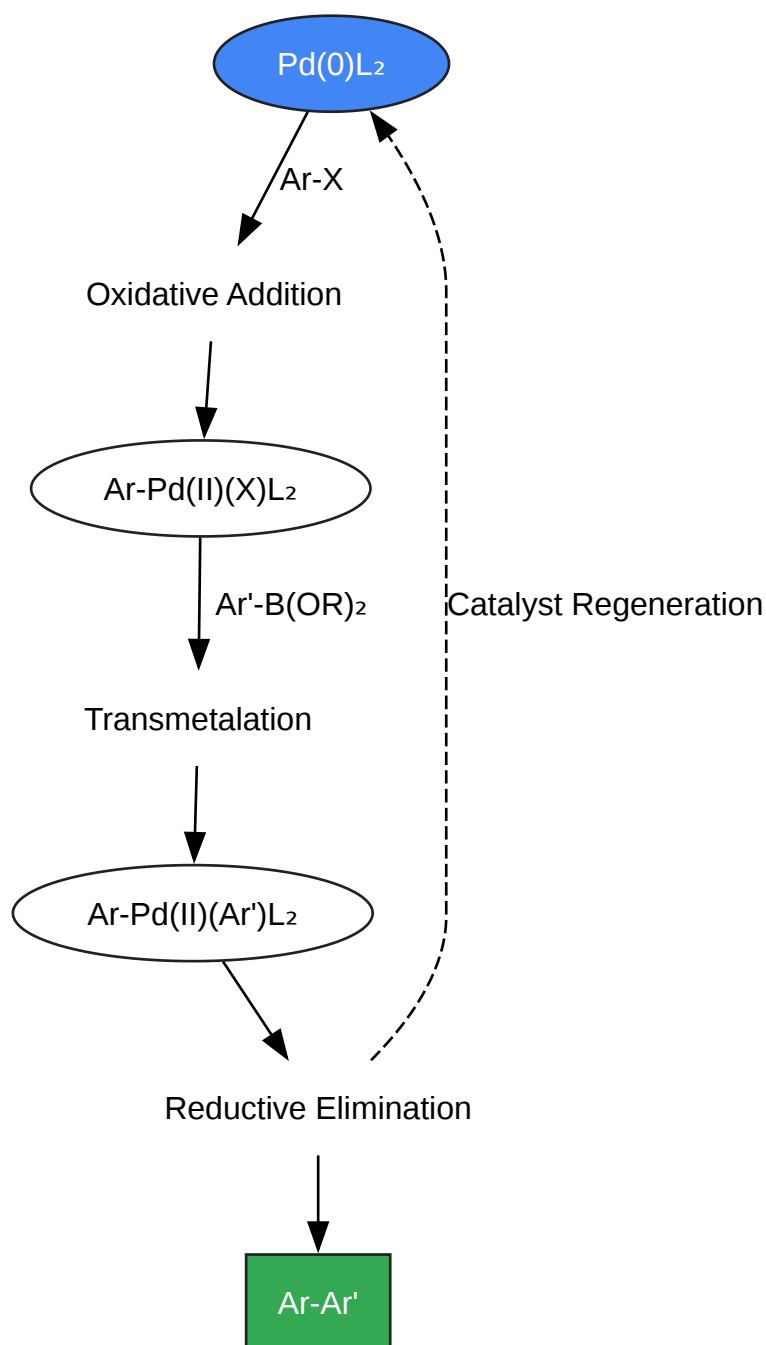 Pd(0)L₂
Ar-X
Oxidative Addition
Ar-Pd(II)(X)L₂
Ar'-B(OR)₂
Catalyst Regeneration
Transmetalation
Ar-Pd(II)(Ar')L₂
Reductive Elimination
Ar-Ar'